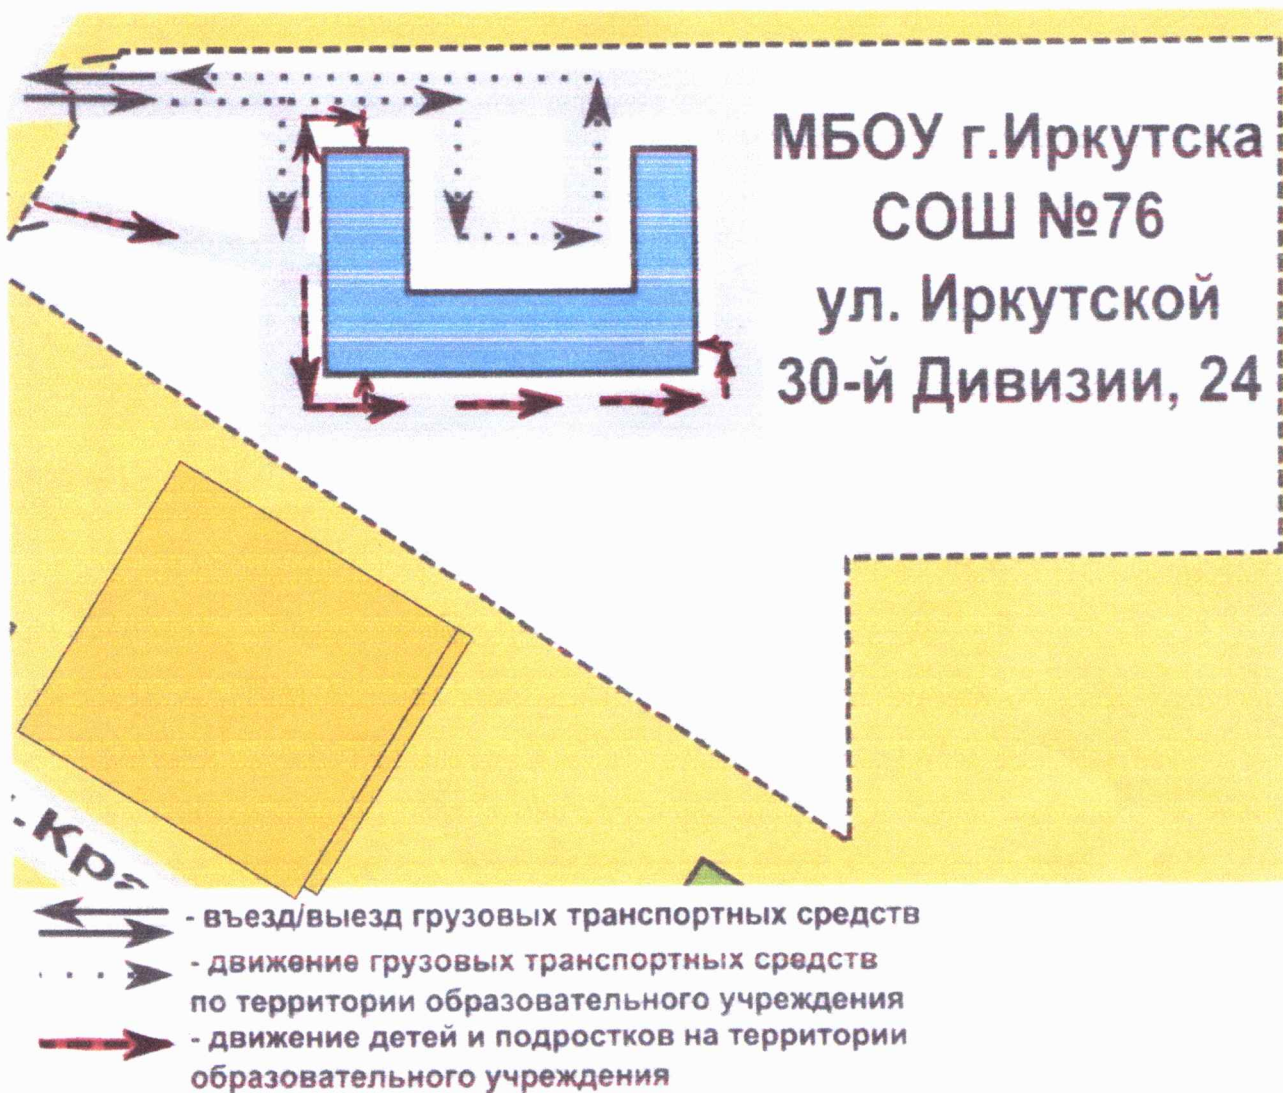 МБОУ г.Иркутска
СОШ №76
ул. Иркутской
30-й Дивизии, 24
.Кра
- въезд/выезд грузовых транспортных средств
- движение грузовых транспортных средств
по территории образовательного учреждения
- движение детей и подростков на территории
образовательного учреждения